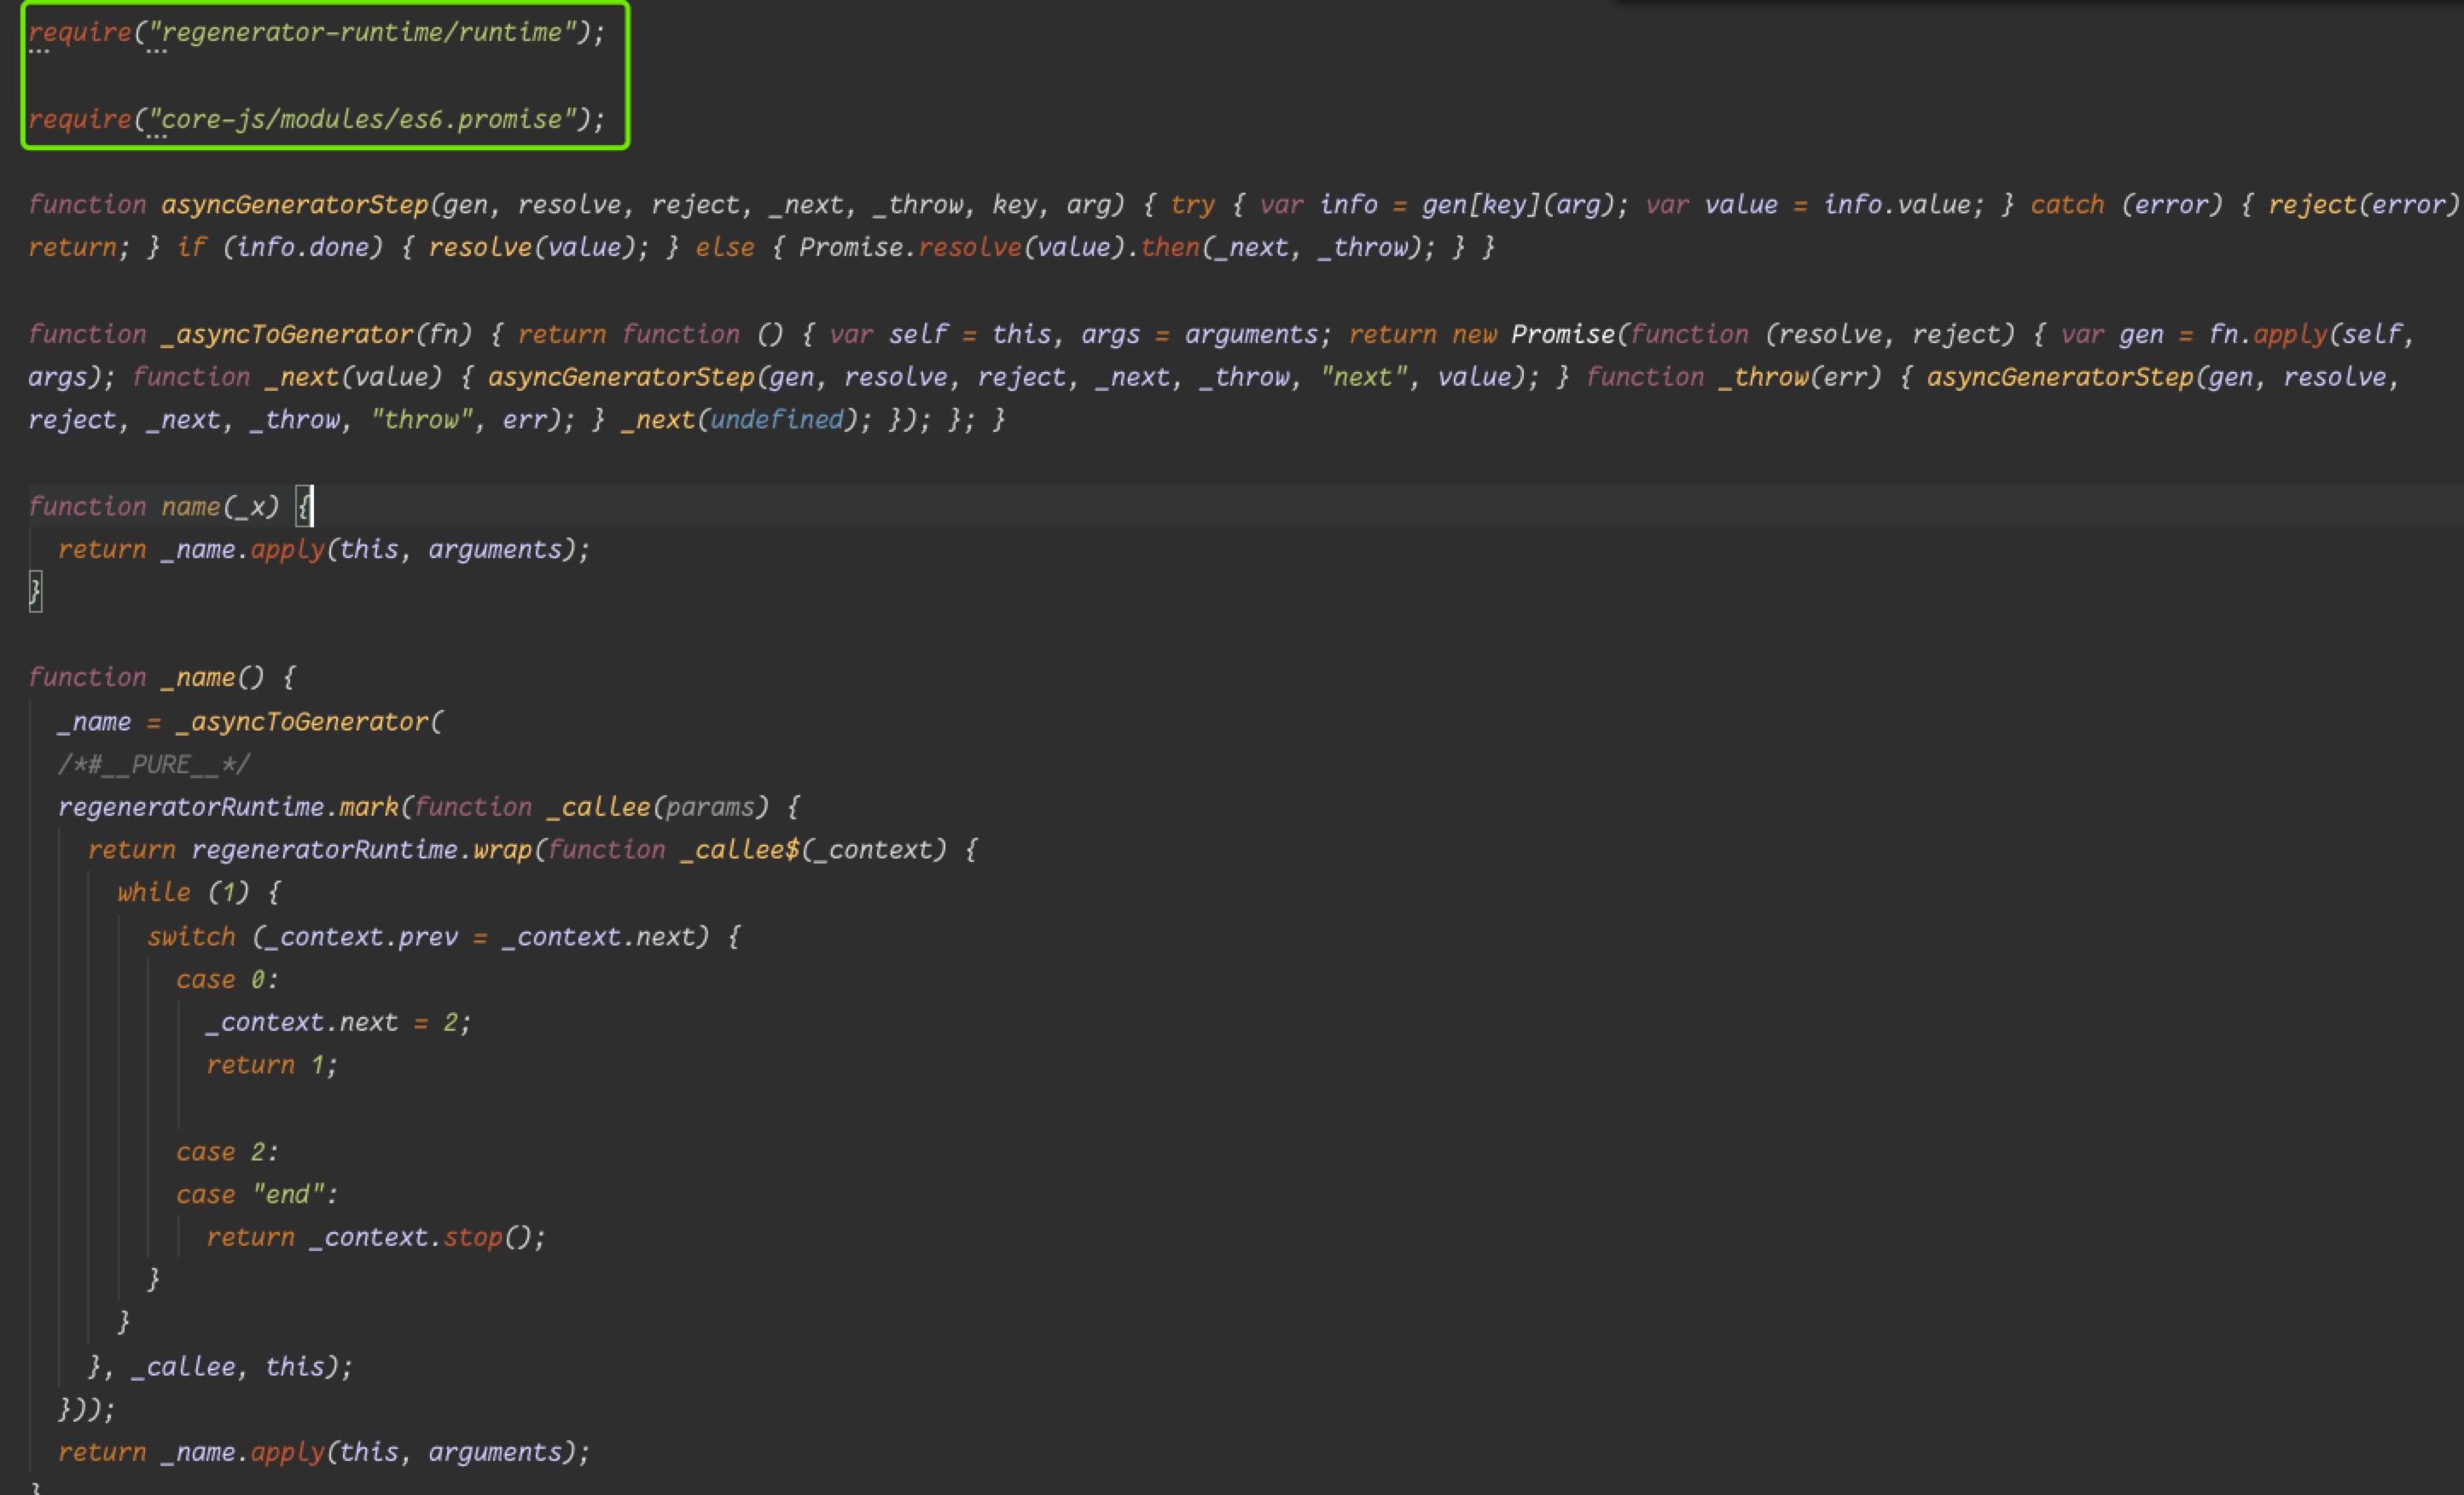 require("regenerator-runtime/runtime");
require("core-js/modules/es6.promise");
function asyncGeneratorStep(gen, resolve, reject, _next, _throw, key, arg) { try { var info = gen[key](arg); var value = info.value; } catch (error) { reject(error)
return; } if (info.done) { resolve(value); } else { Promise.resolve(value).then(_next, _throw); } }
function _asyncToGenerator(fn) { return function () { var self = this, args = arguments; return new Promise(function (resolve, reject) { var gen = fn.apply(self,
args); function _next(value) { asyncGeneratorStep(gen, resolve, reject, _next, _throw, "next", value); } function _throw(err) { asyncGeneratorStep(gen, resolve,
reject, _next, _throw, "throw", err); } _next(undefined); }); }; }
function name(_x) {
return _name.apply(this, arguments);
}
function _name() {
_name = _asyncToGenerator(
/*#__PURE__*/
regeneratorRuntime.mark(function _callee(params) {
return regeneratorRuntime.wrap(function _callee$(_context) {
while (1) {
switch (_context.prev = _context.next) {
case 0:
_context.next = 2;
return 1;
case 2:
case "end":
return _context.stop();
}
}
}, _callee, this);
}));
return _name.apply(this, arguments);
}